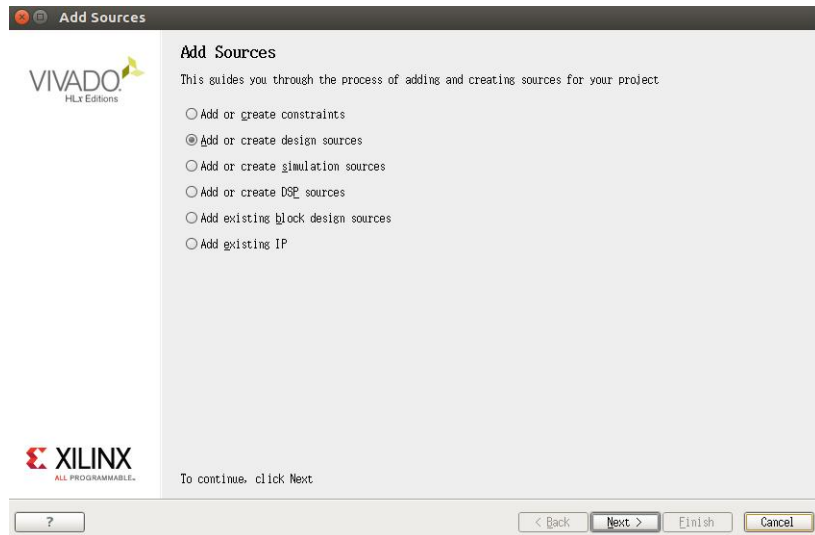 Add Sources
VIVADO
HLx Editions
Add Sources
This guides you through the process of adding and creating sources for your project
Add or create constraints
Add or create design sources
Add or create simulation sources
Add or create DSP sources
Add existing block design sources
Add existing IP
XILINX
ALL PROGRAMMABLE.
To continue, click Next
?
< Back
Next >
Finish
Cancel